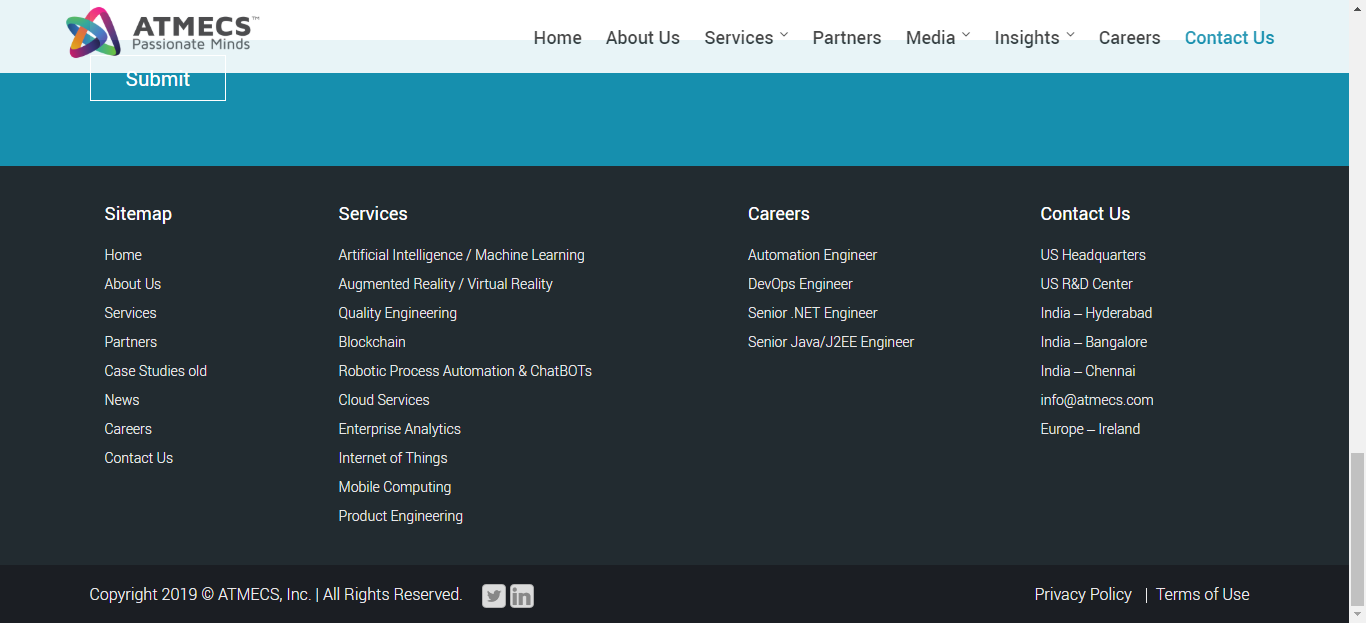 ATMECS™
Passionate Minds
Home About Us Services Partners Media Insights Careers Contact Us
Submit
Sitemap
Home
About Us
Services
Partners
Case Studies old
News
Careers
Contact Us
Services
Artificial Intelligence / Machine Learning
Augmented Reality / Virtual Reality
Quality Engineering
Blockchain
Robotic Process Automation & ChatBOTs
Cloud Services
Enterprise Analytics
Internet of Things
Mobile Computing
Product Engineering
Careers
Automation Engineer
DevOps Engineer
Senior .NET Engineer
Senior Java/J2EE Engineer
Contact Us
US Headquarters
US R&D Center
India – Hyderabad
India – Bangalore
India – Chennai
info@atmecs.com
Europe – Ireland
Copyright 2019 © ATMECS, Inc. | All Rights Reserved. in
Privacy Policy | Terms of Use